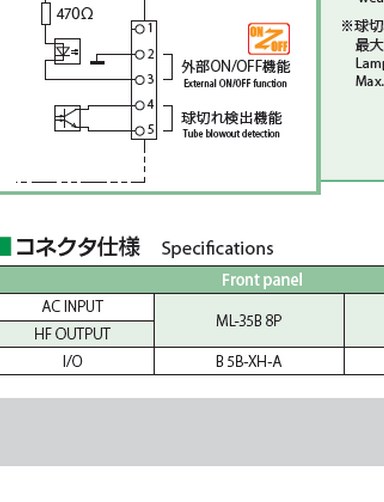 470Ω
1
2
3
4
5
ON
OFF
外部ON/OFF機能
External ON/OFF function
球切れ検出機能
Tube blowout detection
※球切
最大
Lamp
Max.
■コネクタ仕様 Specifications
Front panel
AC INPUT
ML-35B 8P
HF OUTPUT
I/O
B 5B-XH-A